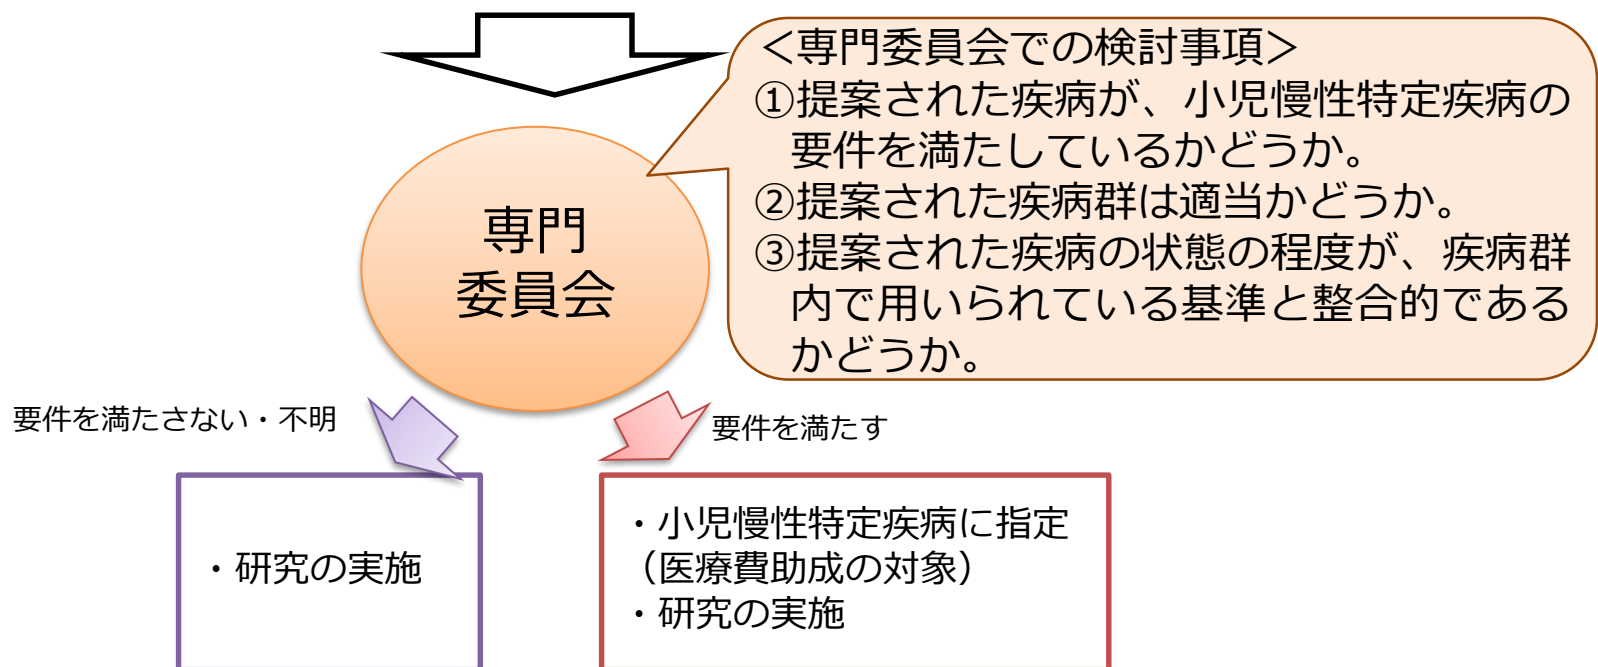 ＜専門委員会での検討事項＞
①提案された疾病が、小児慢性特定疾病の
要件を満たしているかどうか。
②提案された疾病群は適当かどうか。
③提案された疾病の状態の程度が、疾病群
内で用いられている基準と整合的である
かどうか。
専門
委員会
要件を満たさない・不明
要件を満たす
・研究の実施
・小児慢性特定疾病に指定
（医療費助成の対象）
・研究の実施